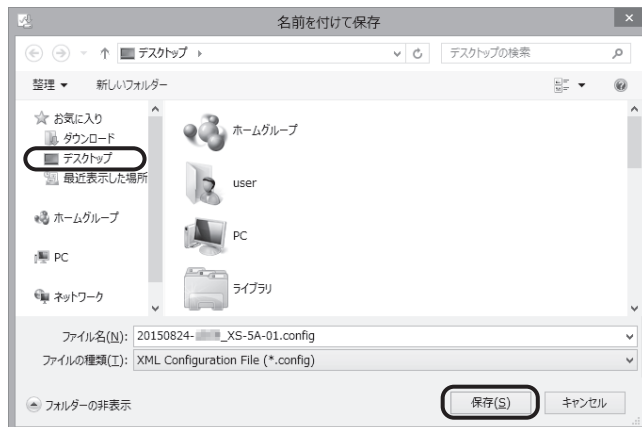 名前を付けて保存
デスクトップ
デスクトップの検索
整理
新しいフォルダー
お気に入り
ダウンロード
デスクトップ
最近表示した場所
ホームグループ
PC
ネットワーク
ホームグループ
user
PC
ライブラリ
ファイル名(N): 20150824- _XS-5A-01.config
ファイルの種類(T): XML Configuration File (*.config)
フォルダーの非表示
保存(S)
キャンセル